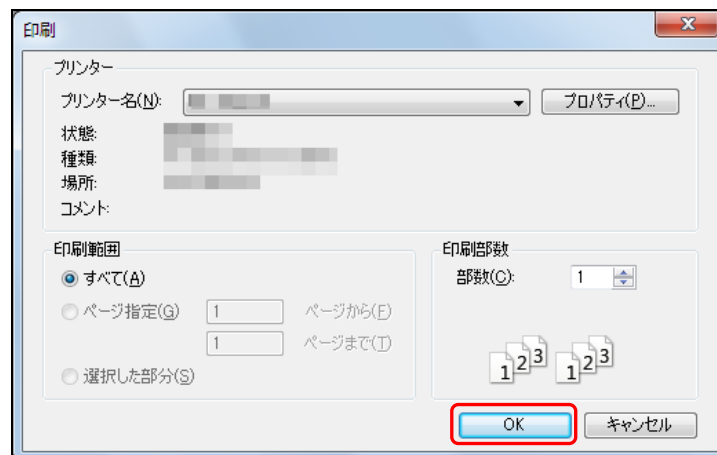 印刷
プリンター
プリンター名(N): プロパティ(P)...
状態:
種類:
場所:
コメント:
印刷範囲
すべて(A)
ページ指定(G) 1 ページから(F)
1 ページまで(T)
選択した部分(S)
印刷部数
部数(C): 1
1 2 3 1 2 3
OK キャンセル